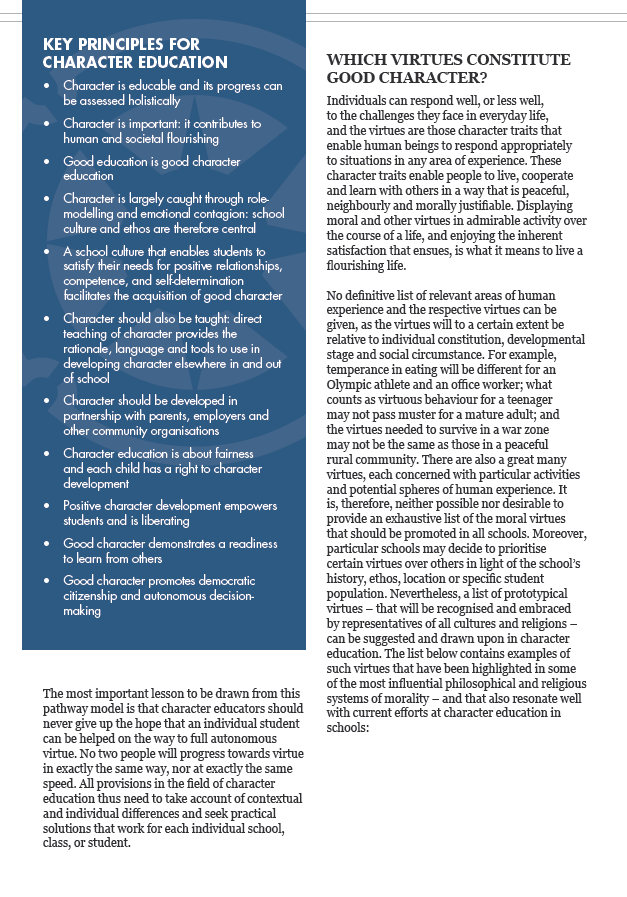 KEY PRINCIPLES FOR
CHARACTER EDUCATION
• Character is educable and its progress can
be assessed holistically
• Character is important: it contributes to
human and societal flourishing
• Good education is good character
education
• Character is largely caught through role-
modelling and emotional contagion: school
culture and ethos are therefore central
• A school culture that enables students to
satisfy their needs for positive relationships,
competence, and self-determination
facilitates the acquisition of good character
• Character should also be taught: direct
teaching of character provides the
rationale, language and tools to use in
developing character elsewhere in and out
of school
• Character should be developed in
partnership with parents, employers and
other community organisations
• Character education is about fairness
and each child has a right to character
development
• Positive character development empowers
students and is liberating
• Good character demonstrates a readiness
to learn from others
• Good character promotes democratic
citizenship and autonomous decision-
making
The most important lesson to be drawn from this
pathway model is that character educators should
never give up the hope that an individual student
can be helped on the way to full autonomous
virtue. No two people will progress towards virtue
in exactly the same way, nor at exactly the same
speed. All provisions in the field of character
education thus need to take account of contextual
and individual differences and seek practical
solutions that work for each individual school,
class, or student.
WHICH VIRTUES CONSTITUTE
GOOD CHARACTER?
Individuals can respond well, or less well,
to the challenges they face in everyday life,
and the virtues are those character traits that
enable human beings to respond appropriately
to situations in any area of experience. These
character traits enable people to live, cooperate
and learn with others in a way that is peaceful,
neighbourly and morally justifiable. Displaying
moral and other virtues in admirable activity over
the course of a life, and enjoying the inherent
satisfaction that ensues, is what it means to live a
flourishing life.
No definitive list of relevant areas of human
experience and the respective virtues can be
given, as the virtues will to a certain extent be
relative to individual constitution, developmental
stage and social circumstance. For example,
temperance in eating will be different for an
Olympic athlete and an office worker; what
counts as virtuous behaviour for a teenager
may not pass muster for a mature adult; and
the virtues needed to survive in a war zone
may not be the same as those in a peaceful
rural community. There are also a great many
virtues, each concerned with particular activities
and potential spheres of human experience. It
is, therefore, neither possible nor desirable to
provide an exhaustive list of the moral virtues
that should be promoted in all schools. Moreover,
particular schools may decide to prioritise
certain virtues over others in light of the school's
history, ethos, location or specific student
population. Nevertheless, a list of prototypical
virtues – that will be recognised and embraced
by representatives of all cultures and religions –
can be suggested and drawn upon in character
education. The list below contains examples of
such virtues that have been highlighted in some
of the most influential philosophical and religious
systems of morality – and that also resonate well
with current efforts at character education in
schools: